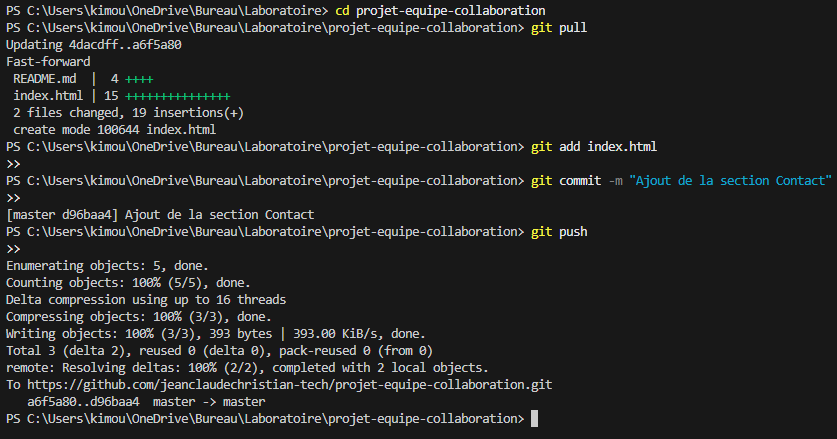 PS C:\Users\kimou\OneDrive\Bureau\Laboratoire> cd projet-equipe-collaboration
PS C:\Users\kimou\OneDrive\Bureau\Laboratoire\projet-equipe-collaboration> git pull
Updating 4dacdff..a6f5a80
Fast-forward
 README.md  |  4 ++++
 index.html | 15 +++++++++++++++
 2 files changed, 19 insertions(+)
 create mode 100644 index.html
PS C:\Users\kimou\OneDrive\Bureau\Laboratoire\projet-equipe-collaboration> git add index.html
>>
PS C:\Users\kimou\OneDrive\Bureau\Laboratoire\projet-equipe-collaboration> git commit -m "Ajout de la section Contact"
>>
[master d96baa4] Ajout de la section Contact
PS C:\Users\kimou\OneDrive\Bureau\Laboratoire\projet-equipe-collaboration> git push
>>
Enumerating objects: 5, done.
Counting objects: 100% (5/5), done.
Delta compression using up to 16 threads
Compressing objects: 100% (3/3), done.
Writing objects: 100% (3/3), 393 bytes | 393.00 KiB/s, done.
Total 3 (delta 2), reused 0 (delta 0), pack-reused 0 (from 0)
remote: Resolving deltas: 100% (2/2), completed with 2 local objects.
To https://github.com/jeanclaudechristian-tech/projet-equipe-collaboration.git
   a6f5a80..d96baa4  master -> master
PS C:\Users\kimou\OneDrive\Bureau\Laboratoire\projet-equipe-collaboration>